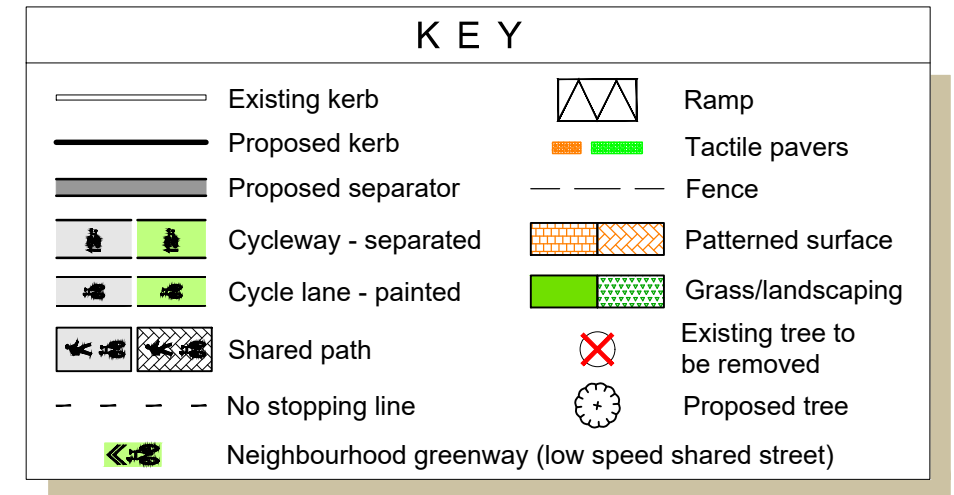 KEY
Existing kerb
Proposed kerb
Proposed separator
Cycleway - separated
Cycle lane - painted
Shared path
No stopping line
Neighbourhood greenway (low speed shared street)
Ramp
Tactile pavers
Fence
Patterned surface
Grass/landscaping
Existing tree to
be removed
Proposed tree